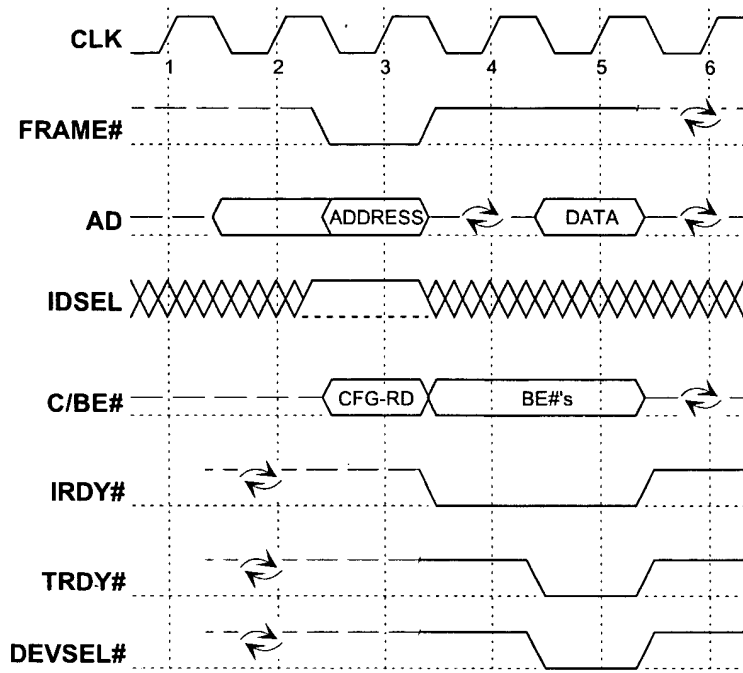 CLK
1 2 3 4 5 6
FRAME#
AD ADDRESS DATA
IDSEL
C/BE# CFG-RD BE#'s
IRDY#
TRDY#
DEVSEL#